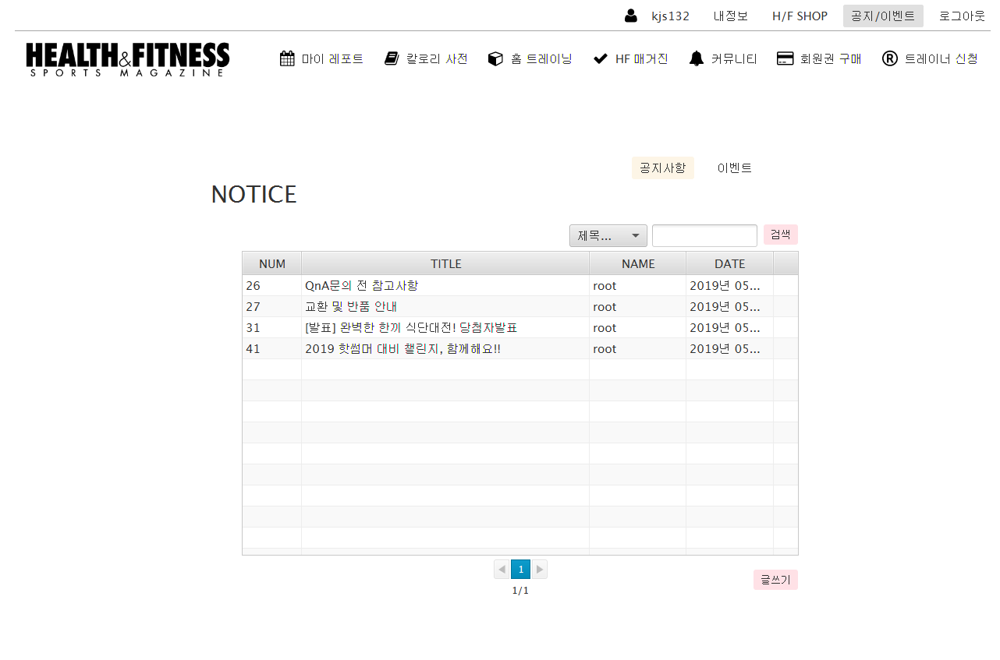 kjs132 내정보 H/F SHOP 공지/이벤트 로그아웃
HEALTH&FITNESS
SPORTS MAGAZINE
마이 레포트 칼로리 사전 홈 트레이닝 HF 매거진 커뮤니티 회원권 구매 ® 트레이너 신청
공지사항 이벤트
NOTICE
제목... 검색
NUM TITLE NAME DATE
26 QnA문의 전 참고사항 root 2019년 05...
27 교환 및 반품 안내 root 2019년 05...
31 [발표] 완벽한 한끼 식단대전! 당첨자발표 root 2019년 05...
41 2019 핫썸머 대비 챌린지, 함께해요!! root 2019년 05...
1
1/1
글쓰기